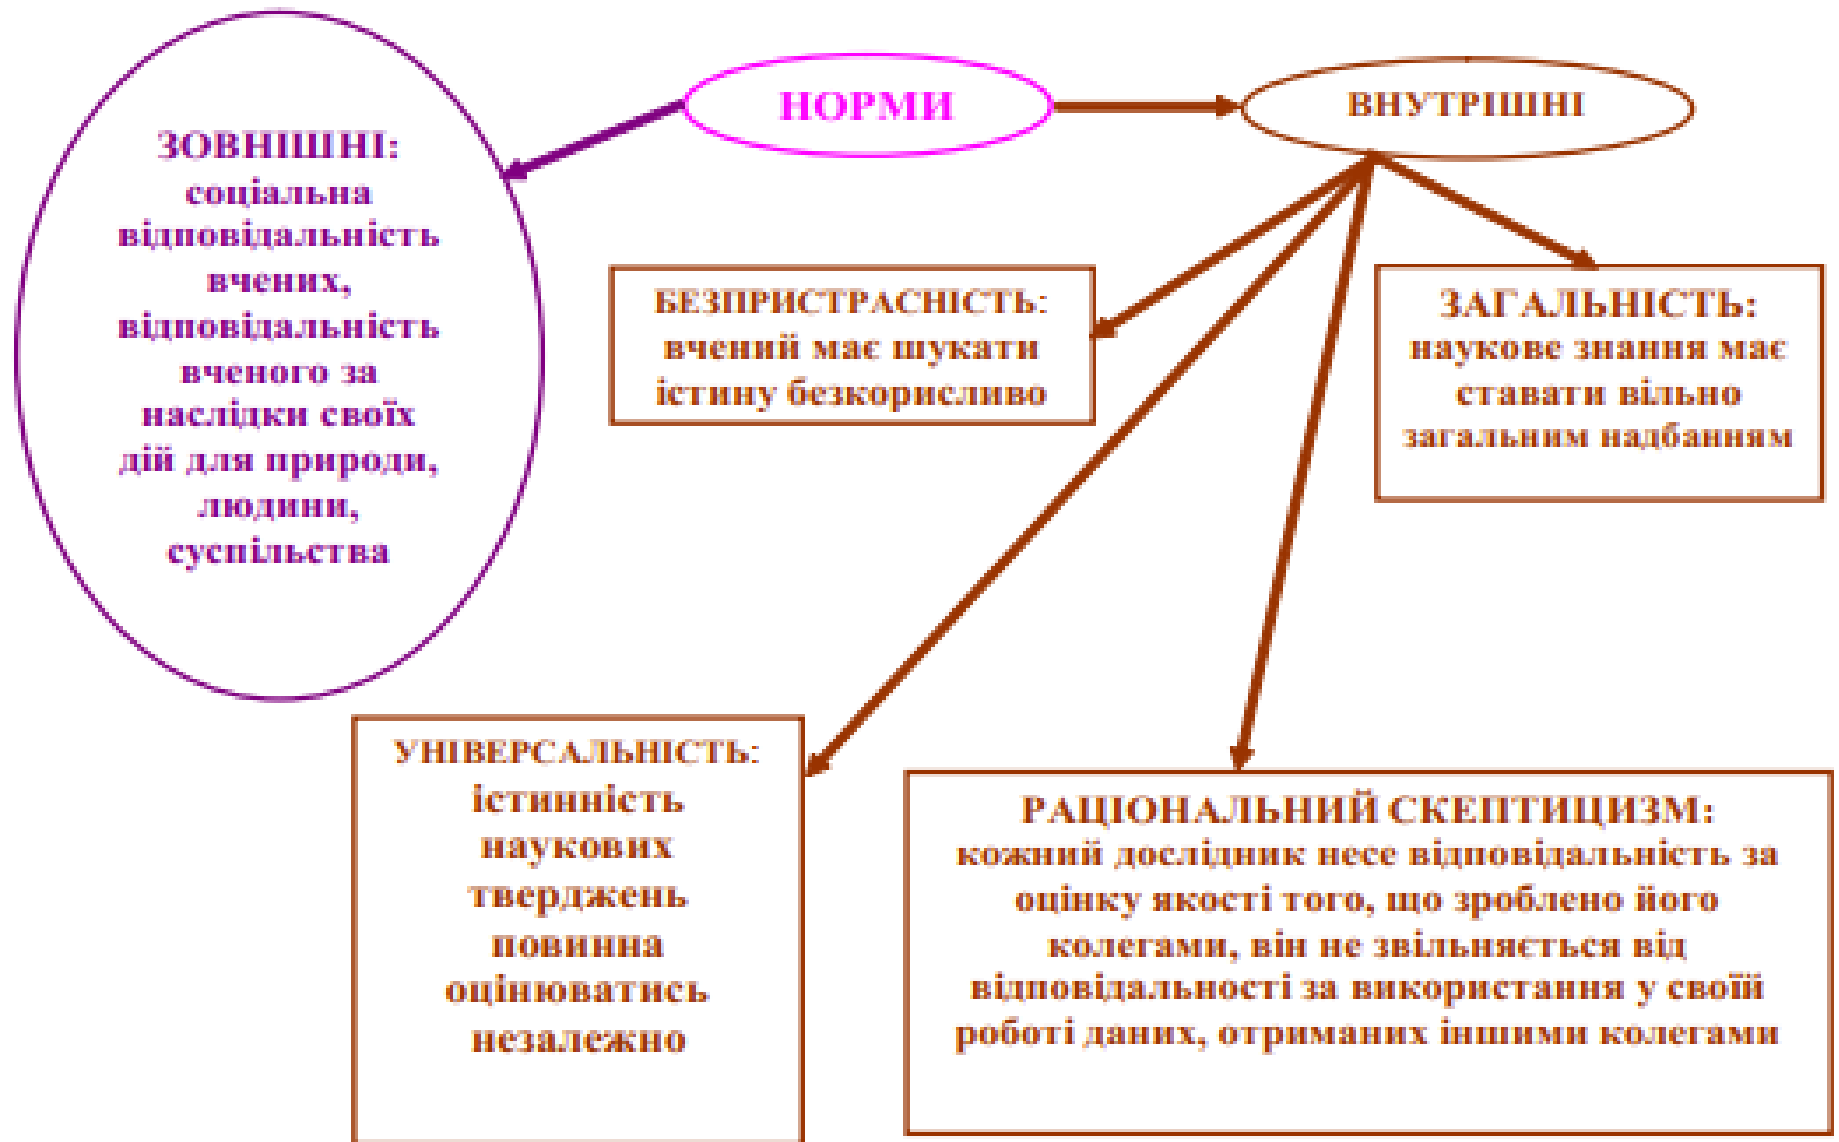 НОРМИ
ЗОВНІШНІ:
соціальна
відповідальність
вчених,
відповідальність
вченого за
наслідки своїх
дій для природи,
людини,
суспільства
ВНУТРІШНІ
БЕЗПРИСТРАСНІСТЬ:
вчений має шукати
істину безкорисливо
ЗАГАЛЬНІСТЬ:
наукове знання має
ставати вільно
загальним надбанням
УНІВЕРСАЛЬНІСТЬ:
істинність
наукових
тверджень
повинна
оцінюватись
незалежно
РАЦІОНАЛЬНИЙ СКЕПТИЦИЗМ:
кожний дослідник несе відповідальність за
оцінку якості того, що зроблено його
колегами, він не звільняється від
відповідальності за використання у своїй
роботі даних, отриманих іншими колегами